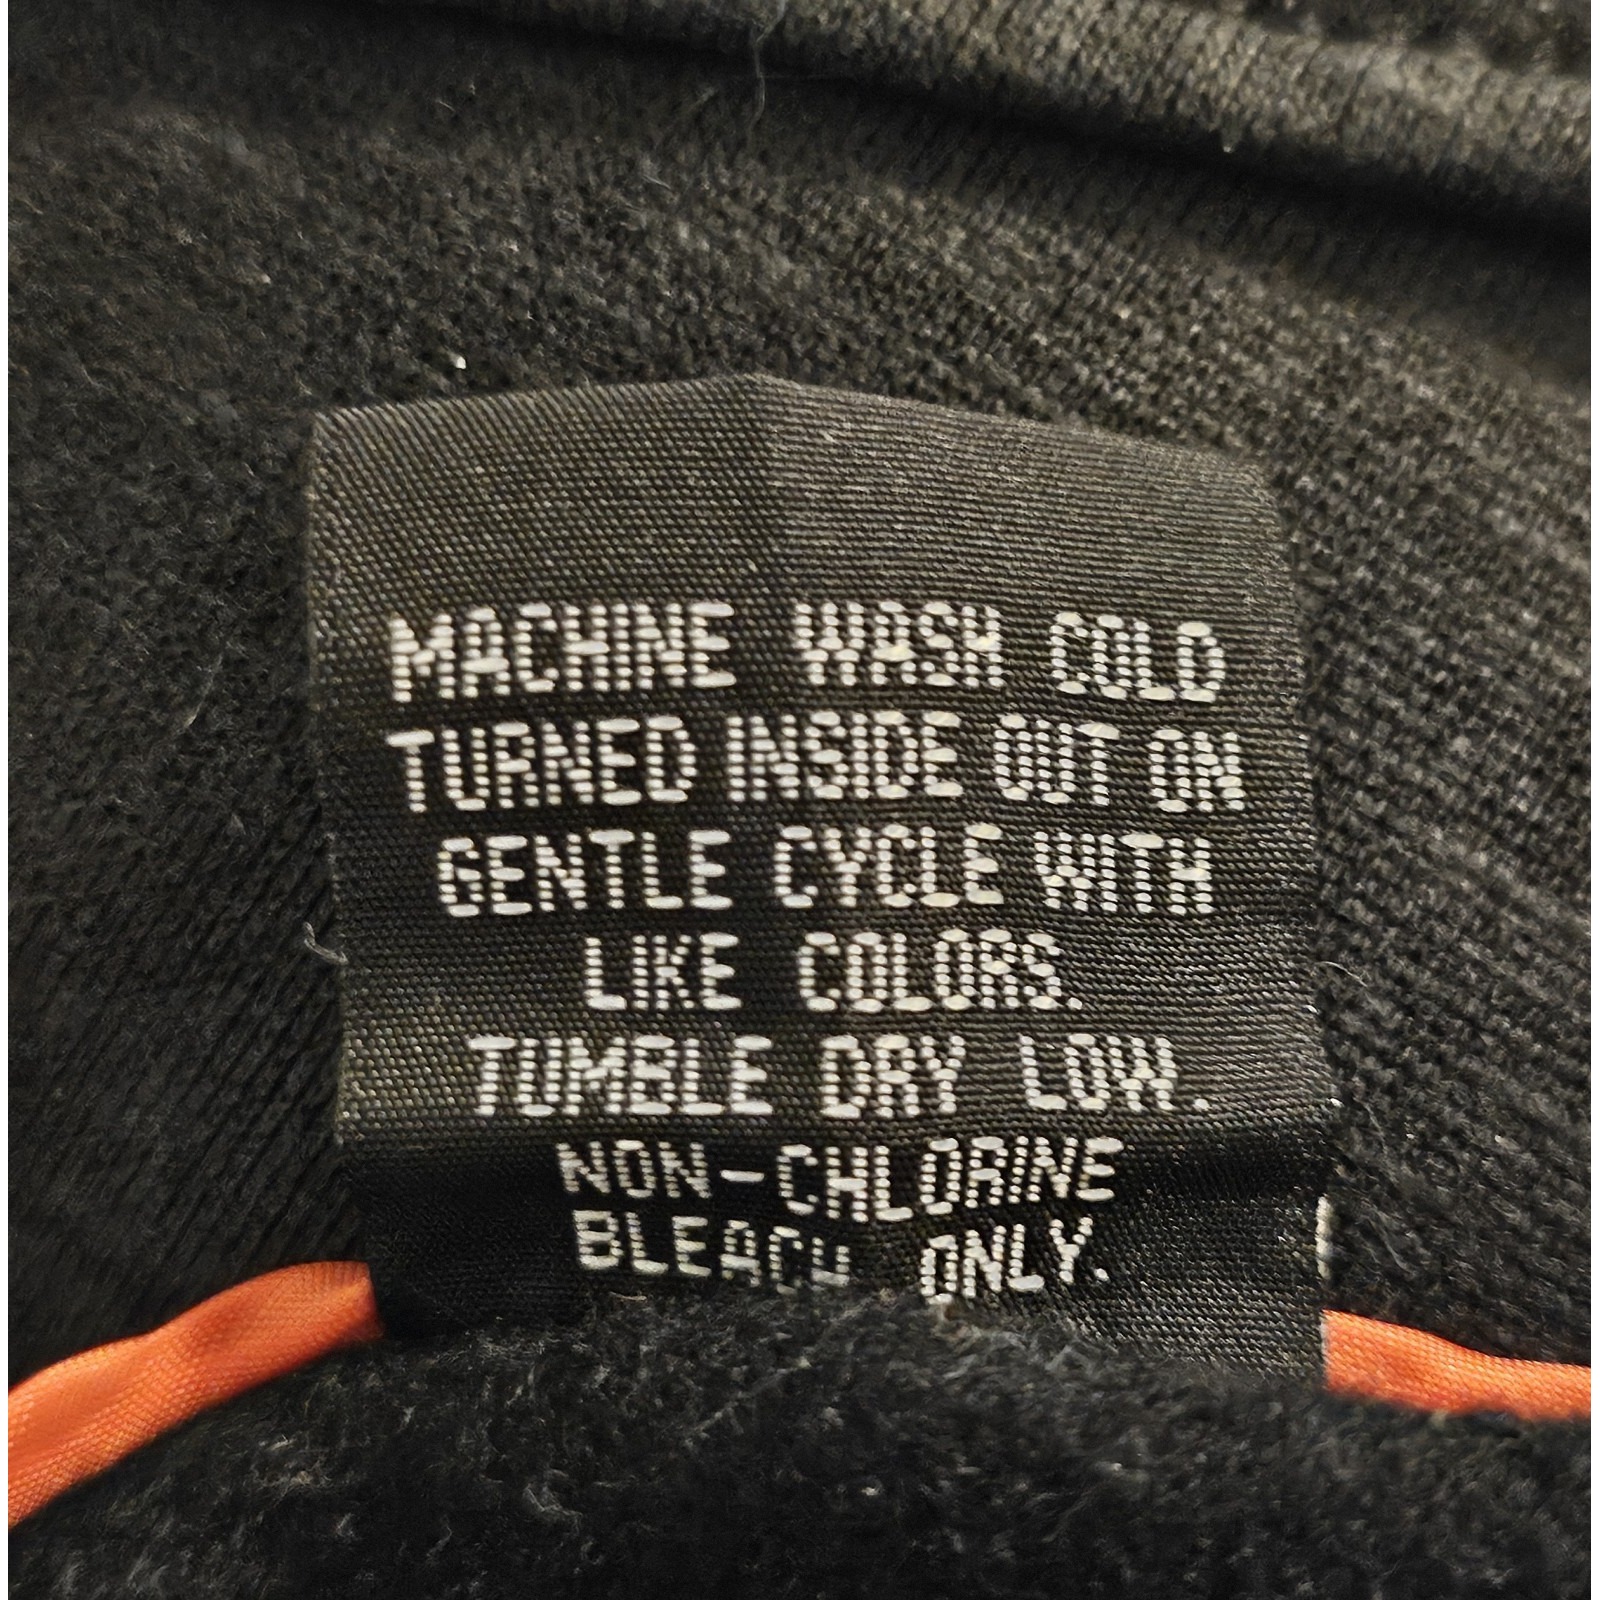 MACHINE WASH COLD
TURNED INSIDE OUT ON
GENTLE CYCLE WITH
LIKE COLORS.
TUMBLE DRY LOW.
NON-CHLORINE
BLEACH ONLY.